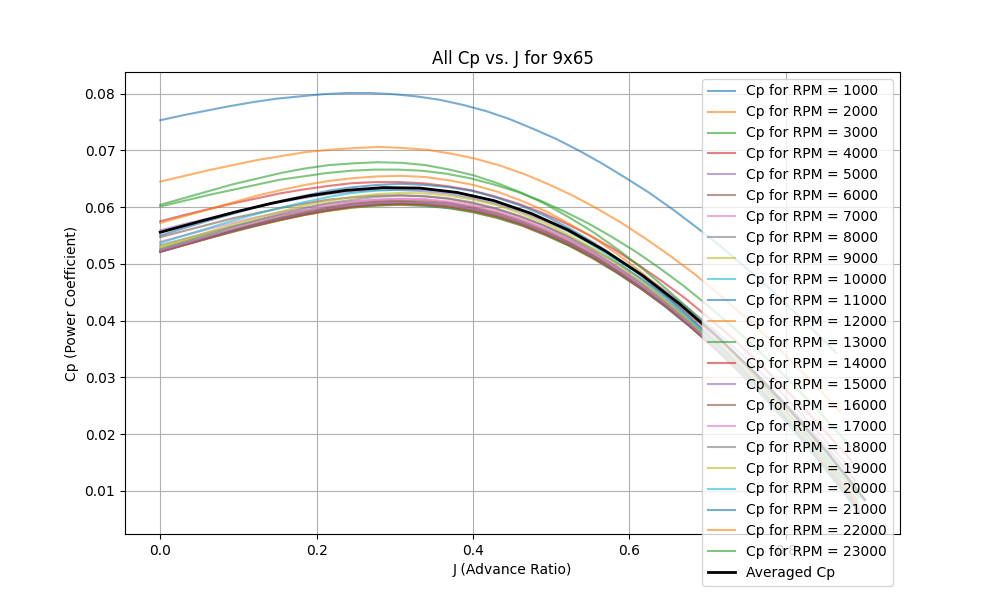 All Cp vs. J for 9x65
Cp (Power Coefficient)
0.08
0.07
0.06
0.05
0.04
0.03
0.02
0.01
0.0
0.2
0.4
0.6
0.8
J (Advance Ratio)
Cp for RPM = 1000
Cp for RPM = 2000
Cp for RPM = 3000
Cp for RPM = 4000
Cp for RPM = 5000
Cp for RPM = 6000
Cp for RPM = 7000
Cp for RPM = 8000
Cp for RPM = 9000
Cp for RPM = 10000
Cp for RPM = 11000
Cp for RPM = 12000
Cp for RPM = 13000
Cp for RPM = 14000
Cp for RPM = 15000
Cp for RPM = 16000
Cp for RPM = 17000
Cp for RPM = 18000
Cp for RPM = 19000
Cp for RPM = 20000
Cp for RPM = 21000
Cp for RPM = 22000
Cp for RPM = 23000
Averaged Cp